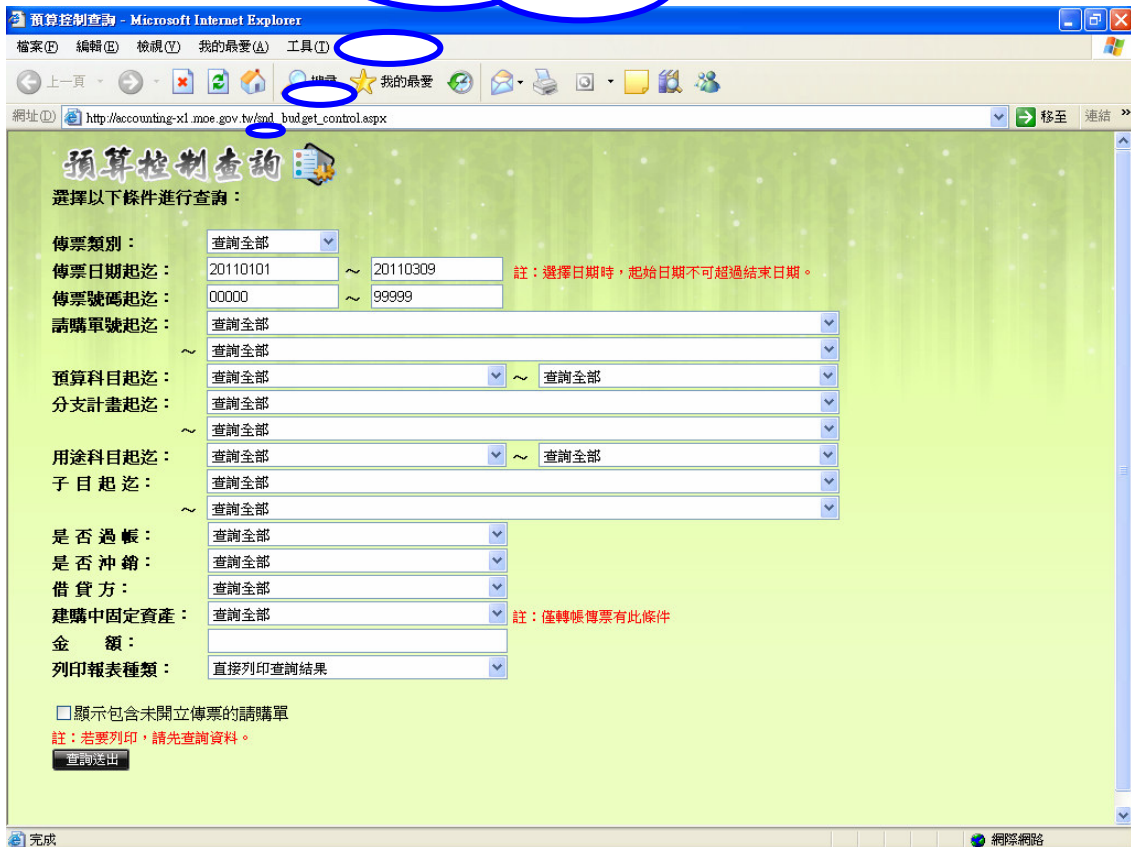 預算控制查詢 - Microsoft Internet Explorer
檔案(F) 編輯(E) 檢視(V) 我的最愛(A) 工具(T)
上一頁 搜尋 我的最愛
網址(D) http://accounting-x1.moe.gov.tw/snd_budget_control.aspx 移至 連結 »
預算控制查詢
選擇以下條件進行查詢：
傳票類別： 查詢全部
傳票日期起迄： 20110101 ～ 20110309 註：選擇日期時，起始日期不可超過結束日期。
傳票號碼起迄： 00000 ～ 99999
請購單號起迄： 查詢全部
～ 查詢全部
預算科目起迄： 查詢全部 ～ 查詢全部
分支計畫起迄： 查詢全部
～ 查詢全部
用途科目起迄： 查詢全部 ～ 查詢全部
子目起迄： 查詢全部
～ 查詢全部
是否過帳： 查詢全部
是否沖銷： 查詢全部
借貸方： 查詢全部
建購中固定資產： 查詢全部 註：僅轉帳傳票有此條件
金 額：
列印報表種類： 直接列印查詢結果
顯示包含未開立傳票的請購單
註：若要列印，請先查詢資料。
查詢送出
完成 網際網路